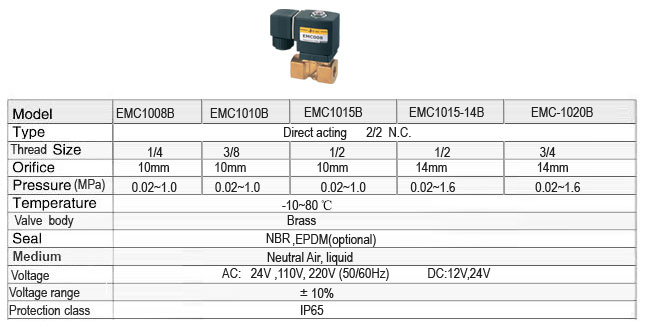 EMC008
Model EMC1008B EMC1010B EMC1015B EMC1015-14B EMC-1020B
Type Direct acting 2/2 N.C.
Thread Size 1/4 3/8 1/2 1/2 3/4
Orifice 10mm 10mm 10mm 14mm 14mm
Pressure (MPa) 0.02~1.0 0.02~1.0 0.02~1.0 0.02~1.6 0.02~1.6
Temperature -10~80 ℃
Valve body Brass
Seal NBR ,EPDM(optional)
Medium Neutral Air, liquid
Voltage AC: 24V ,110V, 220V (50/60Hz) DC:12V,24V
Voltage range ± 10%
Protection class IP65